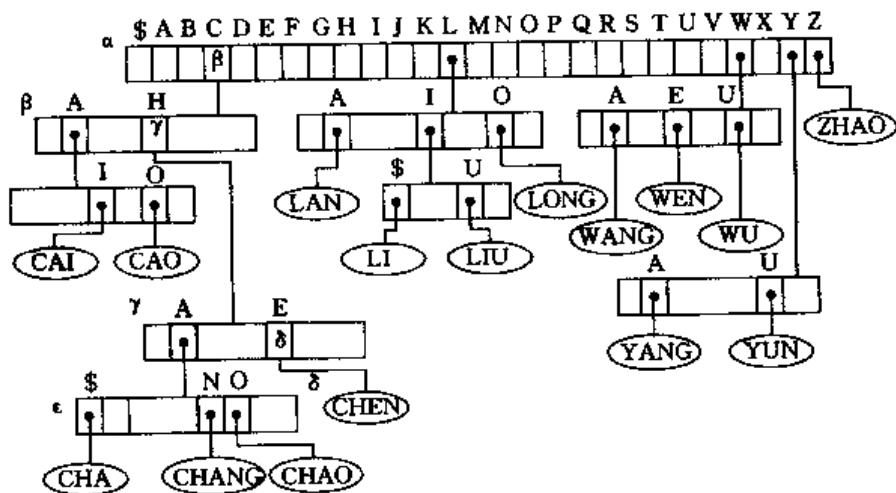 $ A B C D E F G H I J K L M N O P Q R S T U V W X Y Z
α β
β A H A I O A E U
γ ZHAO
I O $ U LAN LONG WEN
WANG WU
CAI CAO LI LIU
A U
γ A E
δ YANG YUN
$ N O δ CHEN
ε
CHA CHANG CHAO